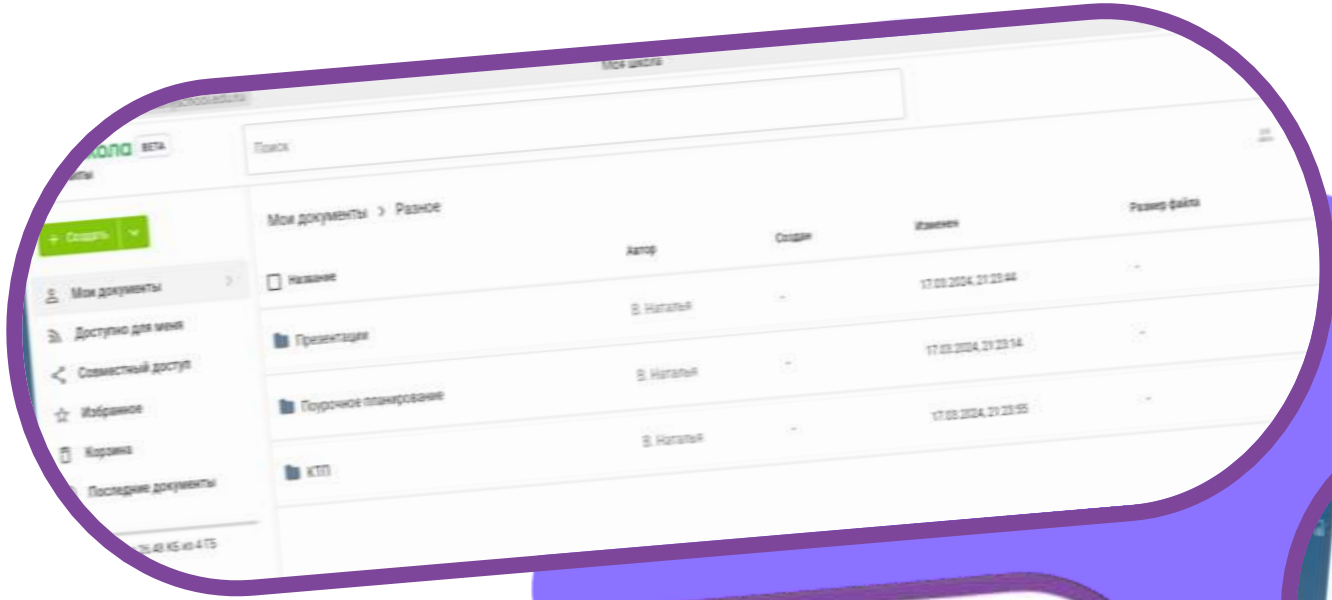 Моя школа
BETA
Поиск
+ Создать
Мои документы > Разное
Название Автор Создан Изменен Размер файла
Мои документы
Доступно для меня
Совместный доступ
Избранное
Корзина
Последние документы
Презентации В. Наталья - 17.03.2024, 21:23:44 -
Поурочное планирование В. Наталья - 17.03.2024, 21:23:14 -
КТП В. Наталья - 17.03.2024, 21:23:55 -